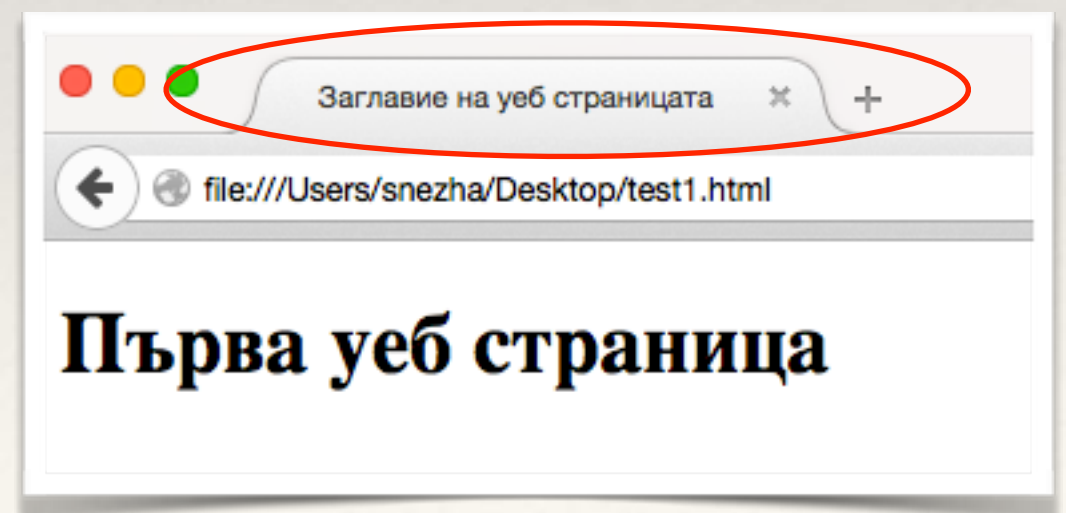 Заглавие на уеб страницата
file:///Users/snezha/Desktop/test1.html
Първа уеб страница